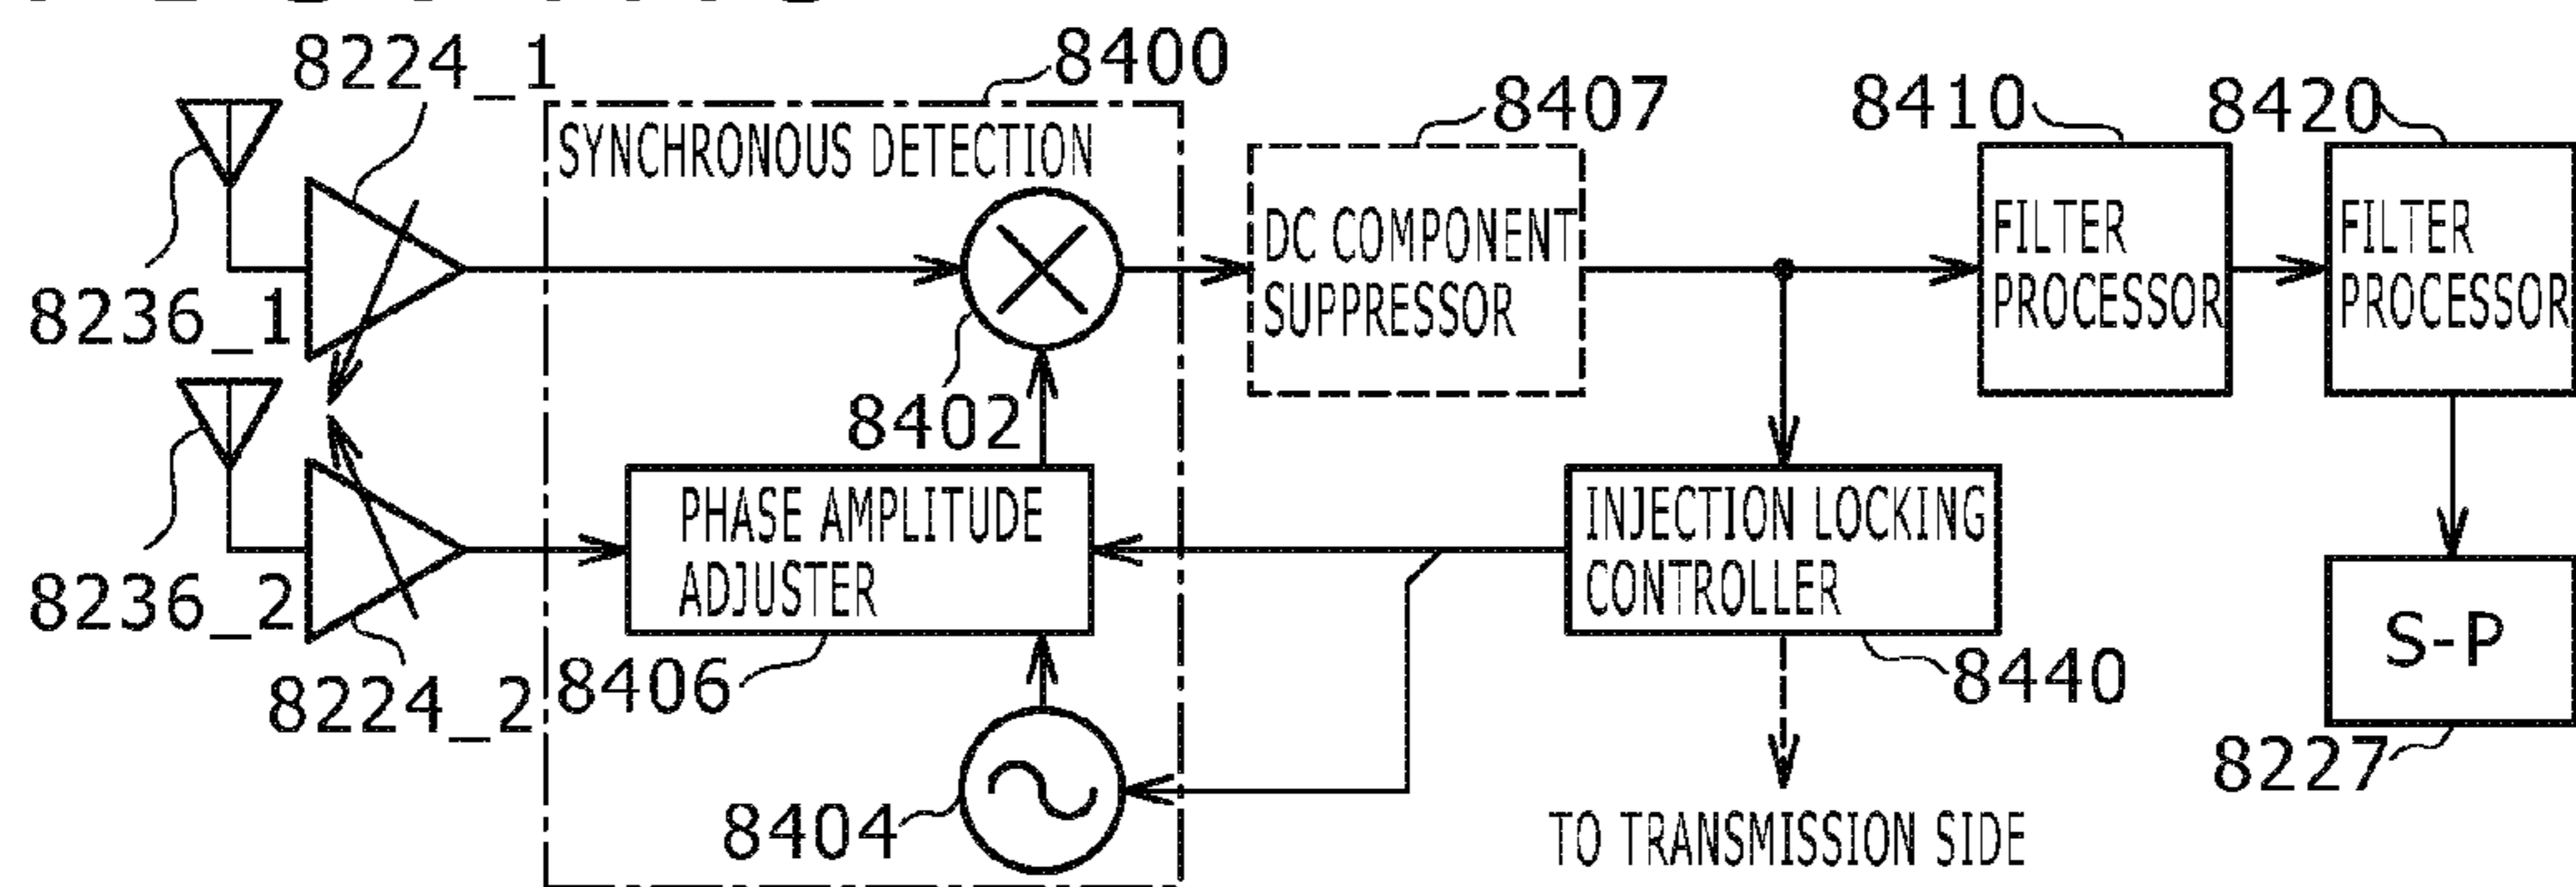 8224_1
8400
8407
8410
8420
SYNCHRONOUS DETECTION
DC COMPONENT
SUPPRESSOR
FILTER
PROCESSOR
FILTER
PROCESSOR
8236_1
8402
PHASE AMPLITUDE
ADJUSTER
INJECTION LOCKING
CONTROLLER
8236_2
S-P
8224_2
8406
8440
8227
8404
TO TRANSMISSION SIDE